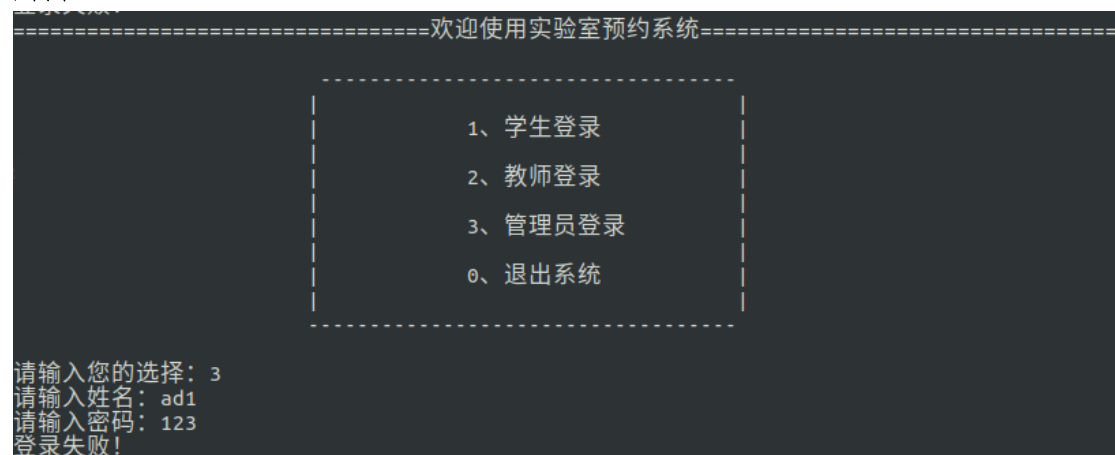 ==================================欢迎使用实验室预约系统==================================
----------------------------------
1、学生登录
2、教师登录
3、管理员登录
0、退出系统
-----------------------------------
请输入您的选择：3
请输入姓名：ad1
请输入密码：123
登录失败！